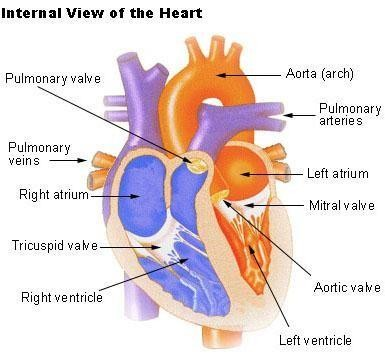 Internal View of the Heart
Pulmonary valve
Aorta (arch)
Pulmonary
arteries
Pulmonary
veins
Left atrium
Right atrium
Mitral valve
Tricuspid valve
Aortic valve
Right ventricle
Left ventricle